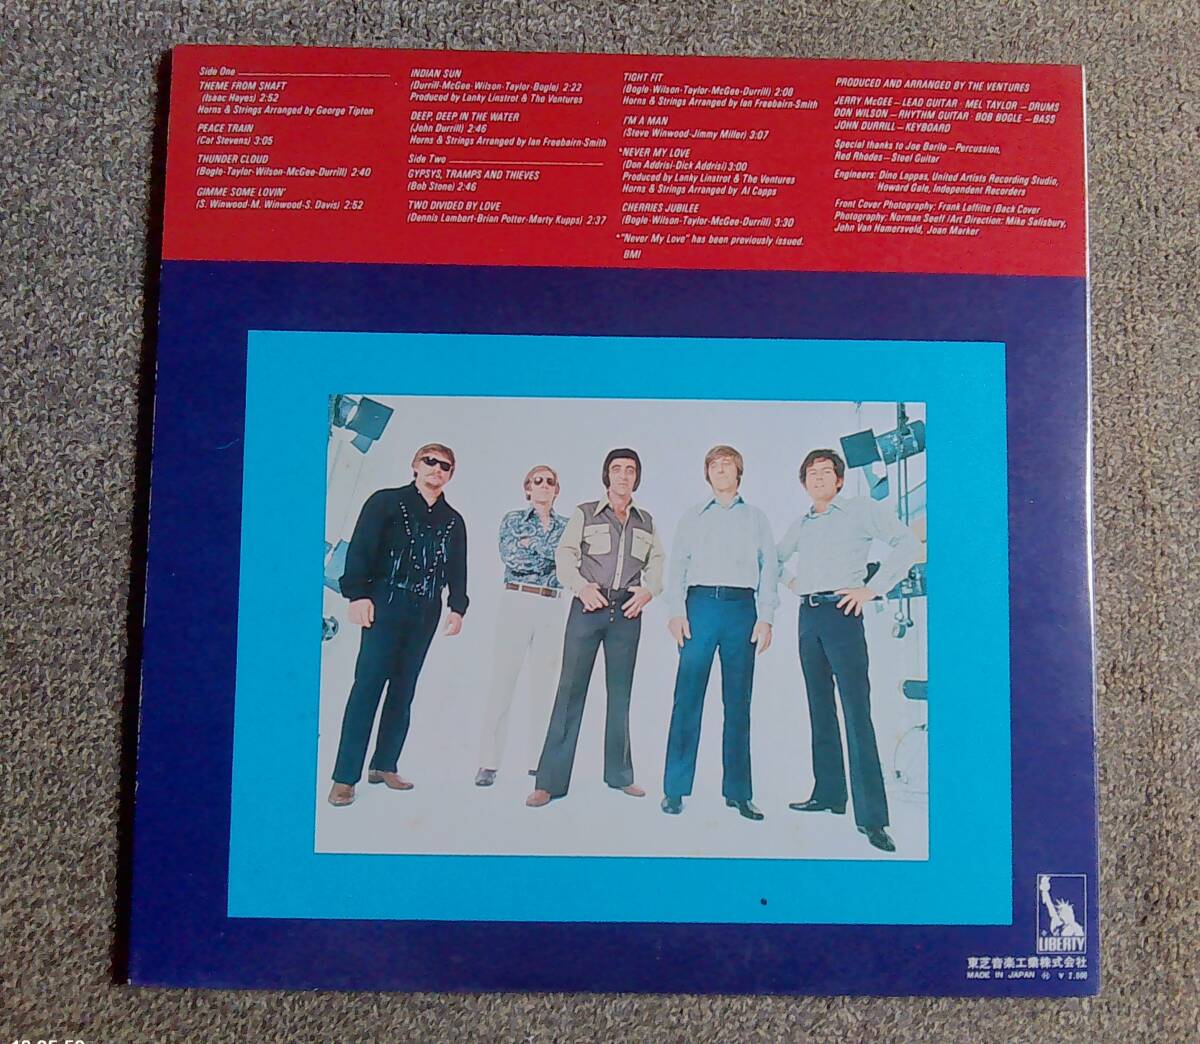 Side One
THEME FROM SHAFT
(Isaac Hayes) 2:52
Horns & Strings Arranged by George Tipton
PEACE TRAIN
(Cat Stevens) 3:05
THUNDER CLOUD
(Bogle-Taylor-Wilson-McGee-Durrill) 2:40
GIMME SOME LOVIN'
(S. Winwood-M. Winwood-S. Davis) 2:52
INDIAN SUN
(Durrill-McGee-Wilson-Taylor-Bogle) 2:22
Produced by Lanky Linstrot & The Ventures
DEEP, DEEP IN THE WATER
(John Durrill) 2:46
Horns & Strings Arranged by Ian Freebairn-Smith
Side Two
GYPSYS, TRAMPS AND THIEVES
(Bob Stone) 2:46
TWO DIVIDED BY LOVE
(Dennis Lambert-Brian Potter-Marty Kupps) 2:37
TIGHT FIT
(Bogle-Wilson-Taylor-McGee-Durrill) 2:08
Horns & Strings Arranged by Ian Freebairn-Smith
I'M A MAN
(Steve Winwood-Jimmy Miller) 3:07
*NEVER MY LOVE
(Don Addrisi-Dick Addrisi) 3:00
Produced by Lanky Linstrot & The Ventures
Horns & Strings Arranged by Al Capps
CHERRIES JUBILEE
(Bogle-Wilson-Taylor-McGee-Durrill) 3:30
*"Never My Love" has been previously issued.
BMI
PRODUCED AND ARRANGED BY THE VENTURES
JERRY McGEE – LEAD GUITAR · MEL TAYLOR – DRUMS
DON WILSON – RHYTHM GUITAR · BOB BOGLE – BASS
JOHN DURRILL – KEYBOARD
Special thanks to Joe Barile – Percussion,
Red Rhodes – Steel Guitar
Engineers: Dino Lappas, United Artists Recording Studio,
Howard Gale, Independent Recorders
Front Cover Photography: Frank Laffitte/Back Cover
Photography: Norman Seeff/Art Direction: Mike Salisbury,
John Van Hamersveld, Joan Marker
LIBERTY
東芝音楽工業株式会社
MADE IN JAPAN ¥ 2,000